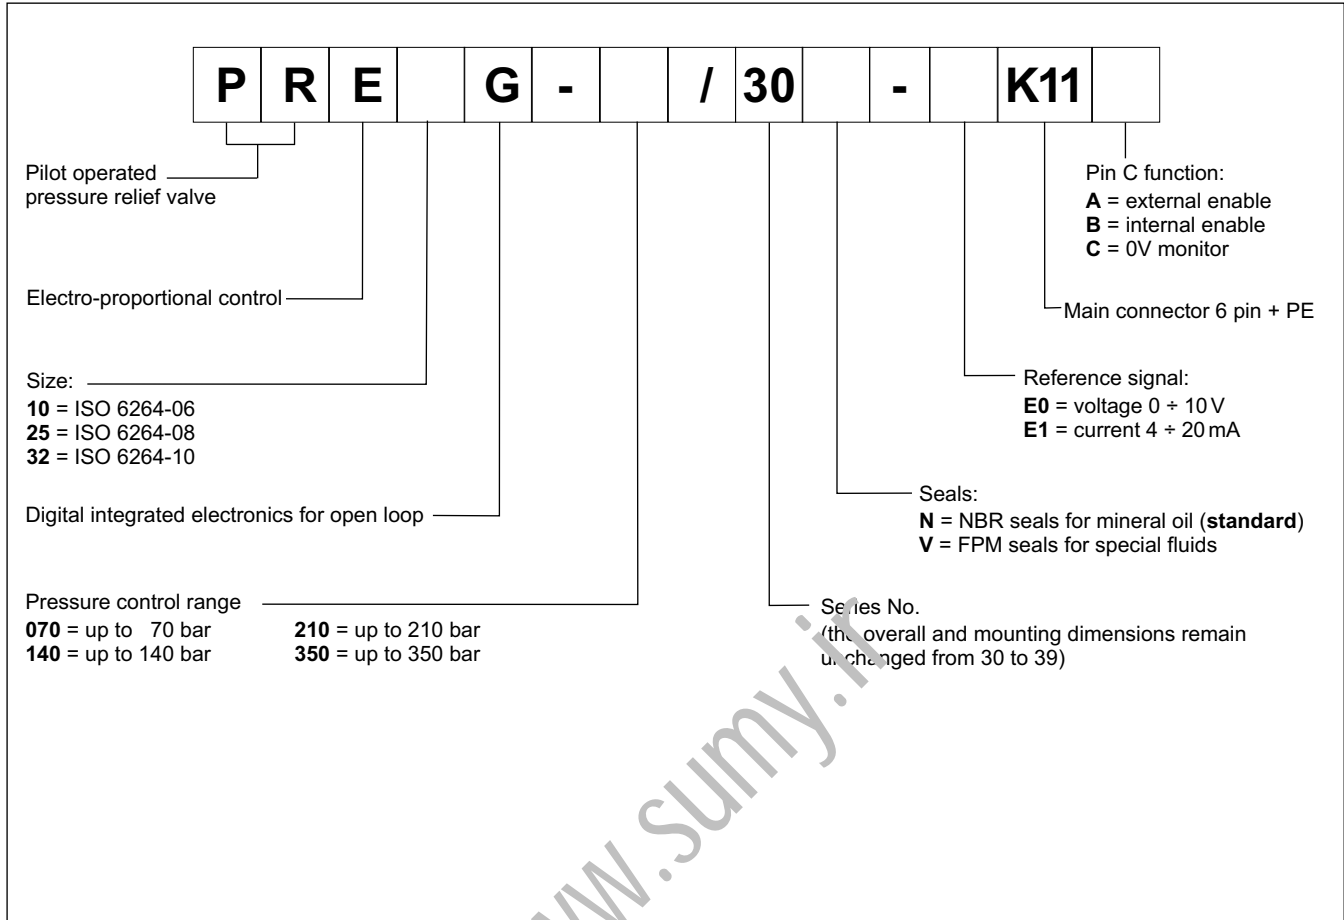 P R E G - / 30 - K11
Pilot operated
pressure relief valve
Electro-proportional control
Size:
10 = ISO 6264-06
25 = ISO 6264-08
32 = ISO 6264-10
Digital integrated electronics for open loop
Pressure control range
070 = up to 70 bar
140 = up to 140 bar
210 = up to 210 bar
350 = up to 350 bar
Pin C function:
A = external enable
B = internal enable
C = 0V monitor
Main connector 6 pin + PE
Reference signal:
E0 = voltage 0 ÷ 10 V
E1 = current 4 ÷ 20 mA
Seals:
N = NBR seals for mineral oil (standard)
V = FPM seals for special fluids
Series No.
(the overall and mounting dimensions remain
unchanged from 30 to 39)
www.sumy.ir